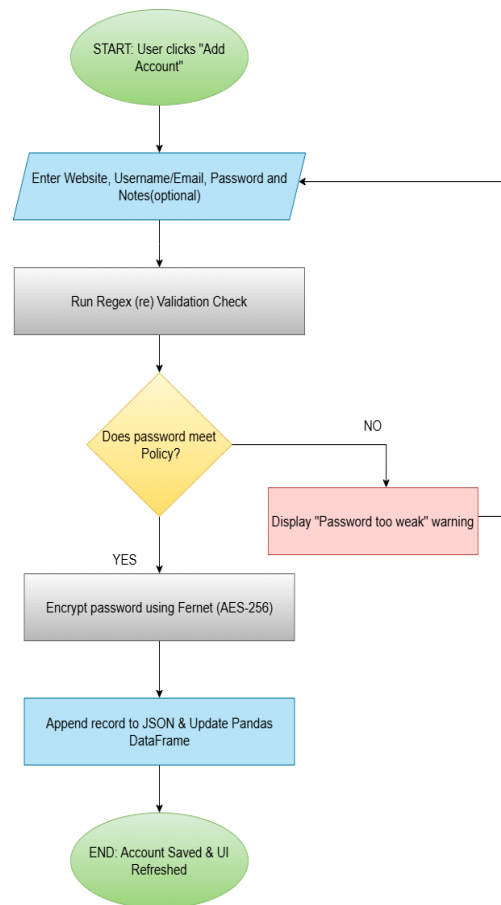 START: User clicks "Add
Account"
Enter Website, Username/Email, Password and
Notes(optional)
Run Regex (re) Validation Check
Does password meet
Policy?
NO
Display "Password too weak" warning
YES
Encrypt password using Fernet (AES-256)
Append record to JSON & Update Pandas
DataFrame
END: Account Saved & UI
Refreshed